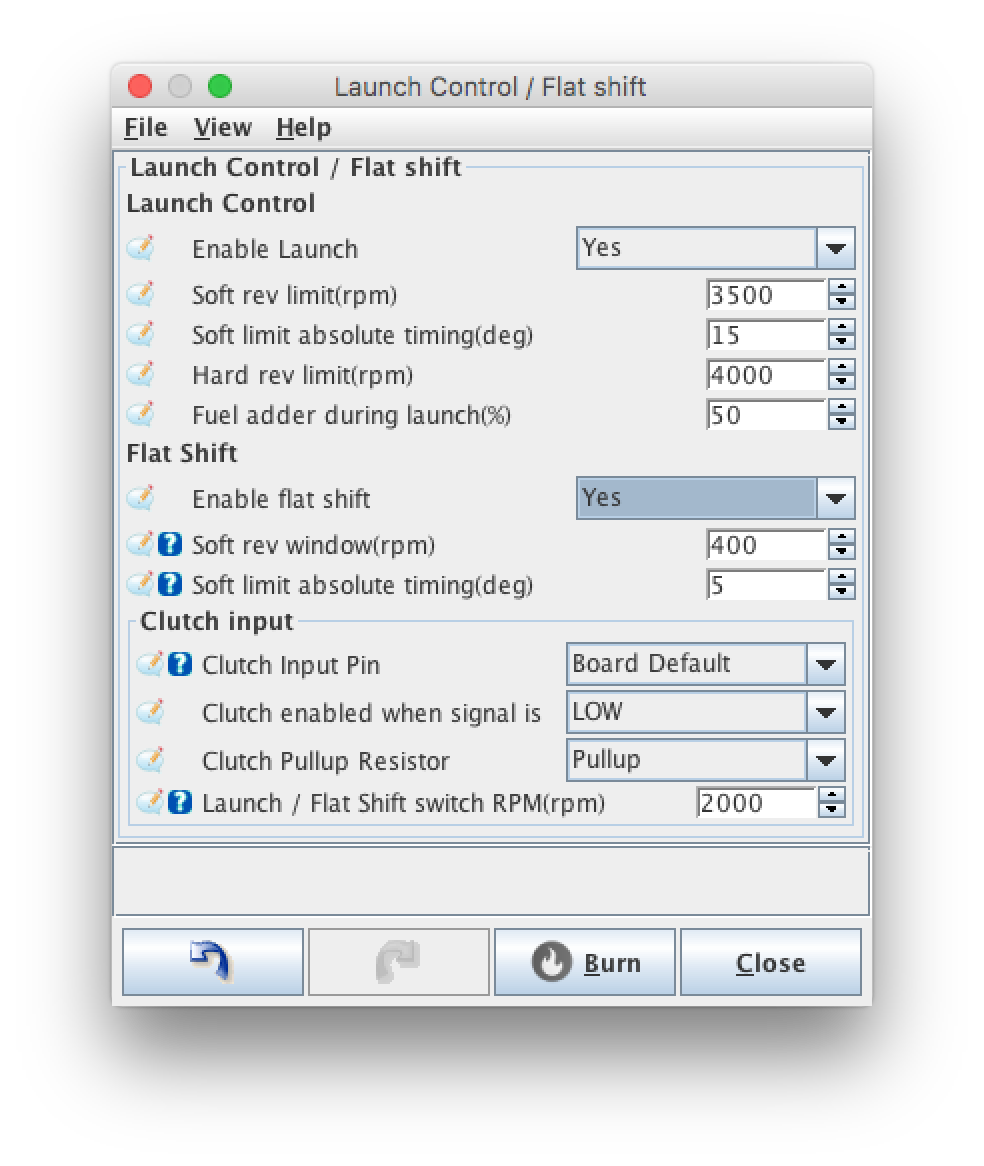 Launch Control / Flat shift
File View Help
Launch Control / Flat shift
Launch Control
Enable Launch Yes
Soft rev limit(rpm) 3500
Soft limit absolute timing(deg) 15
Hard rev limit(rpm) 4000
Fuel adder during launch(%) 50
Flat Shift
Enable flat shift Yes
? Soft rev window(rpm) 400
? Soft limit absolute timing(deg) 5
Clutch input
? Clutch Input Pin Board Default
Clutch enabled when signal is LOW
Clutch Pullup Resistor Pullup
? Launch / Flat Shift switch RPM(rpm) 2000
Burn Close